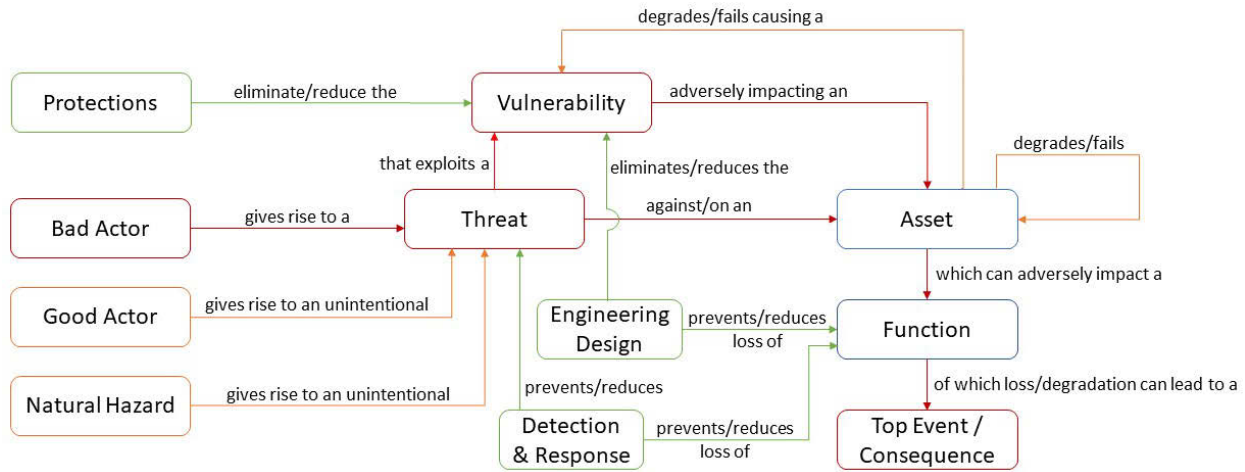 degrades/fails causing a
Protections
eliminate/reduce the
Vulnerability
adversely impacting an
degrades/fails
that exploits a
eliminates/reduces the
Bad Actor
gives rise to a
Threat
against/on an
Asset
which can adversely impact a
Good Actor
gives rise to an unintentional
Engineering
Design
prevents/reduces
loss of
Function
Natural Hazard
gives rise to an unintentional
prevents/reduces
of which loss/degradation can lead to a
Detection
& Response
prevents/reduces
loss of
Top Event /
Consequence